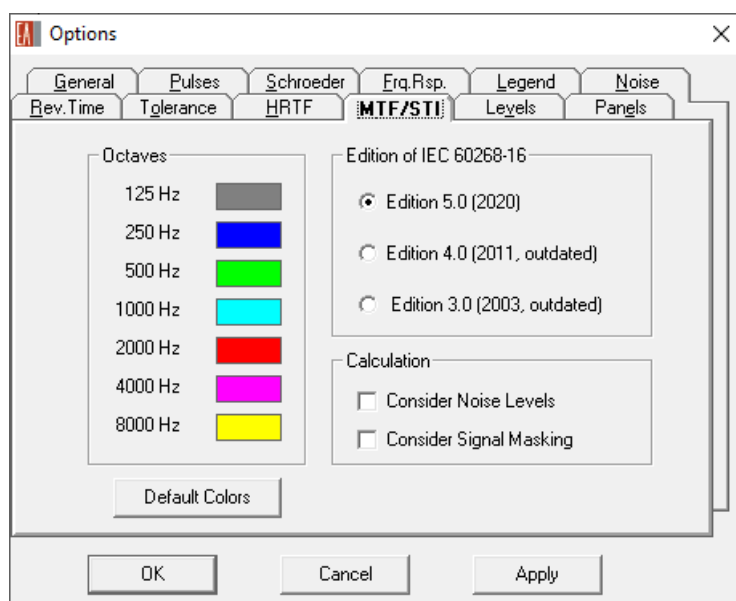 EA Options
General Pulses Schroeder Frq.Rsp. Legend Noise
Rev.Time Tolerance HRTF MTF/STI Levels Panels
Octaves
125 Hz
250 Hz
500 Hz
1000 Hz
2000 Hz
4000 Hz
8000 Hz
Default Colors
Edition of IEC 60268-16
Edition 5.0 (2020)
Edition 4.0 (2011, outdated)
Edition 3.0 (2003, outdated)
Calculation
Consider Noise Levels
Consider Signal Masking
OK Cancel Apply